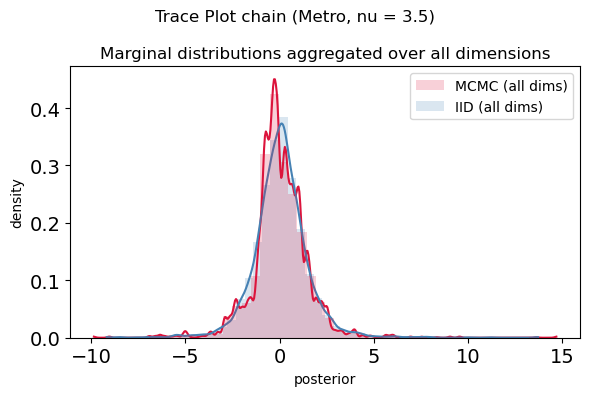 Trace Plot chain (Metro, nu = 3.5)
Marginal distributions aggregated over all dimensions
MCMC (all dims)
IID (all dims)
density
0.4
0.3
0.2
0.1
0.0
−10
−5
0
5
10
15
posterior